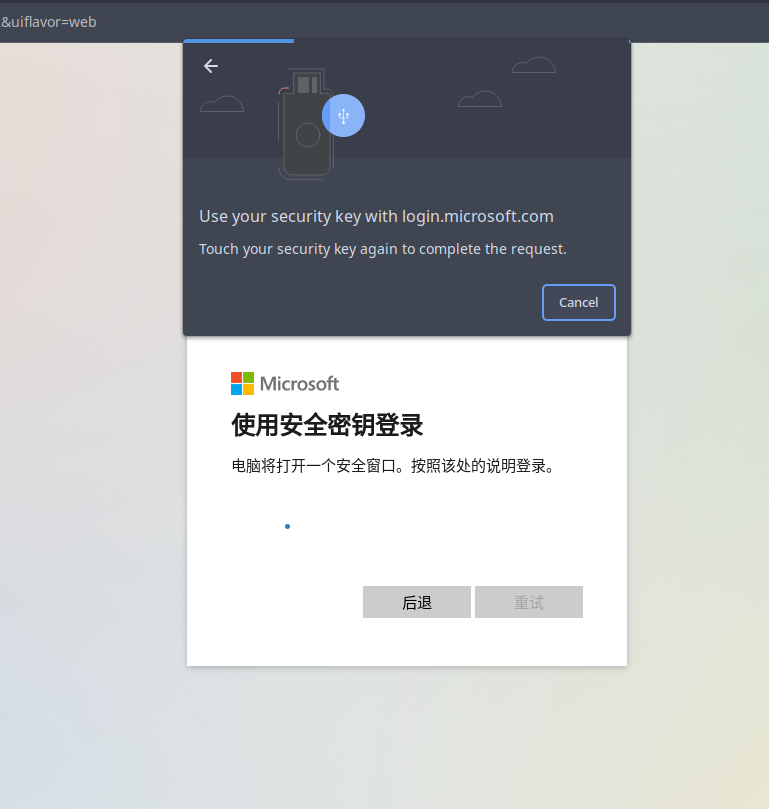 &uiflavor=web
Use your security key with login.microsoft.com
Touch your security key again to complete the request.
Cancel
Microsoft
使用安全密钥登录
电脑将打开一个安全窗口。按照该处的说明登录。
后退
重试